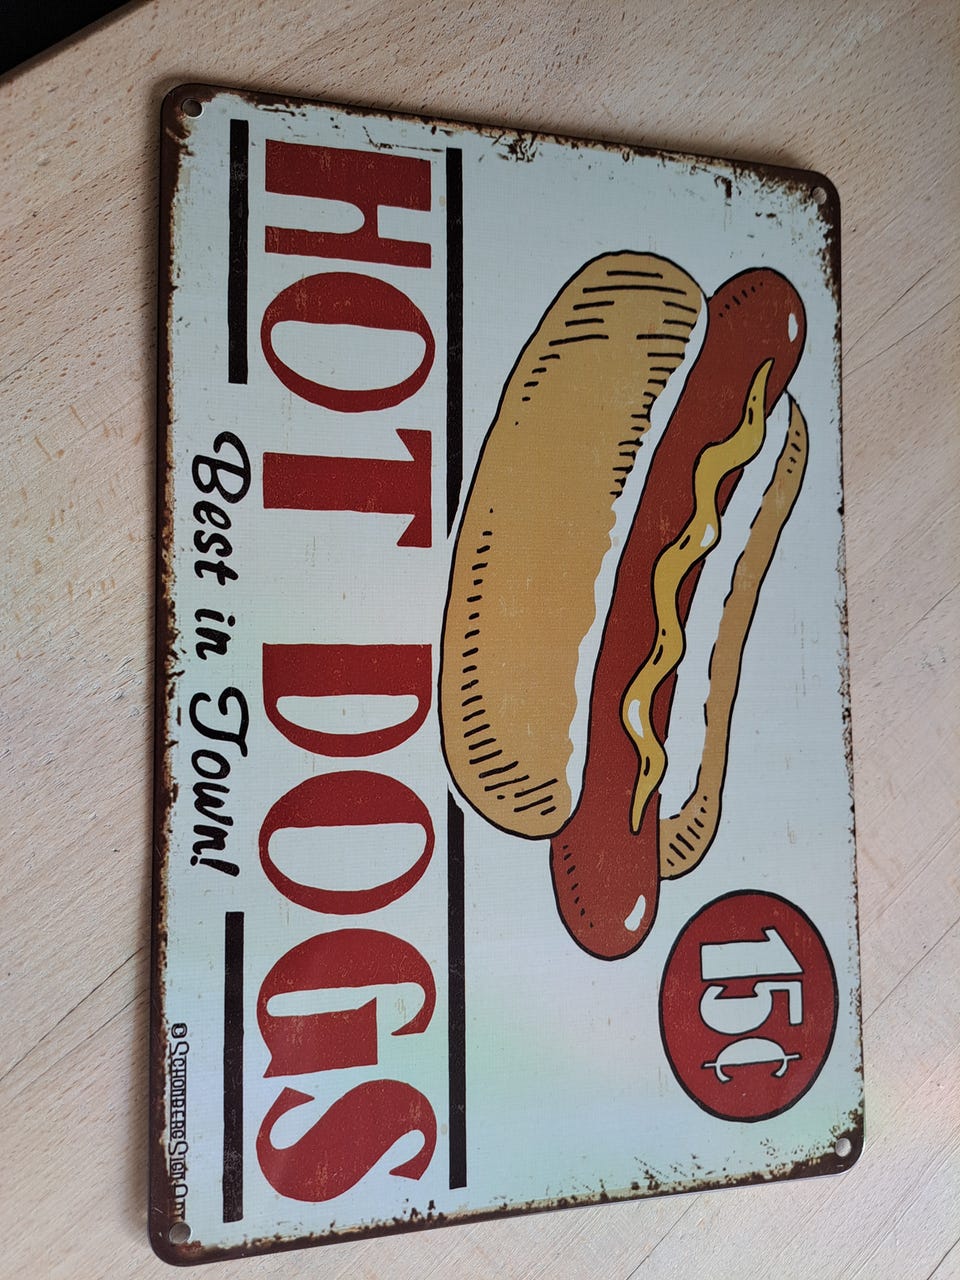 15¢
HOT DOGS
Best in Town!